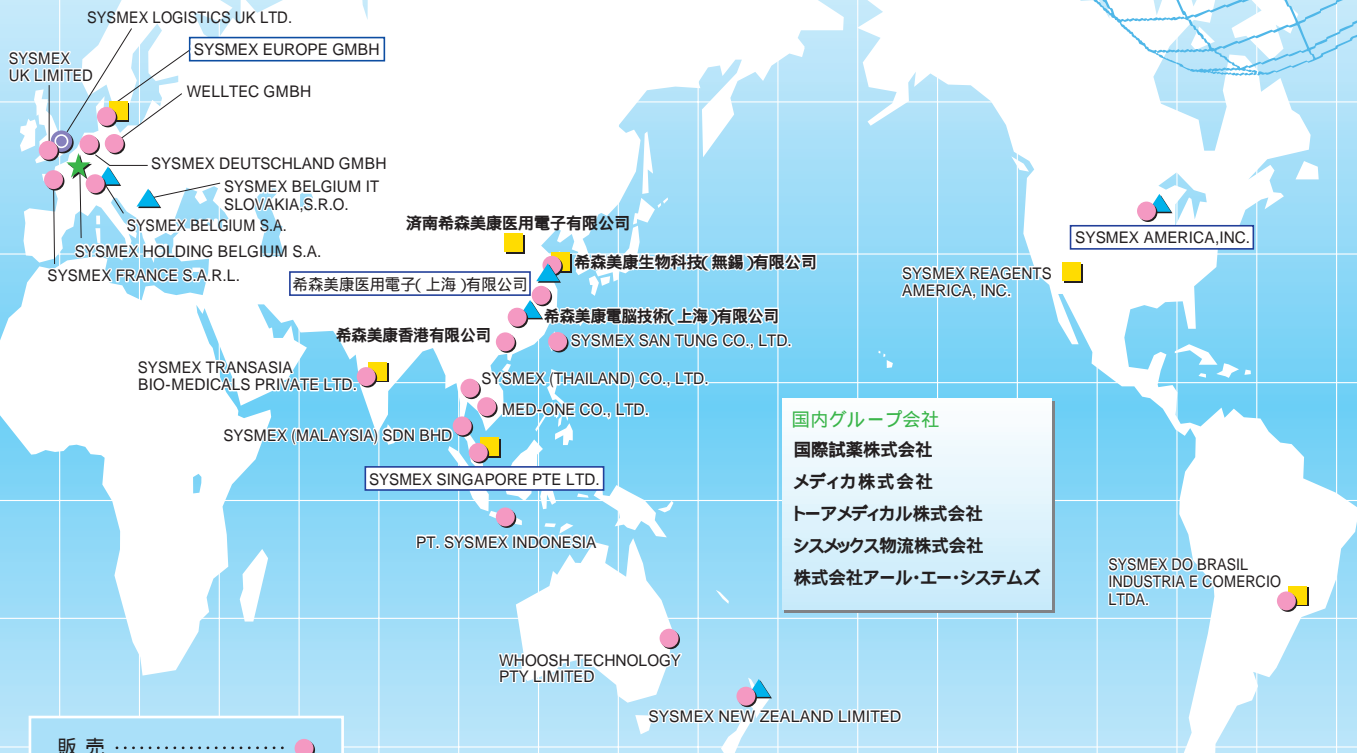 SYSMEX LOGISTICS UK LTD.
SYSMEX EUROPE GMBH
SYSMEX
UK LIMITED
WELLTEC GMBH
SYSMEX DEUTSCHLAND GMBH
SYSMEX BELGIUM IT
SLOVAKIA,S.R.O.
SYSMEX BELGIUM S.A.
SYSMEX HOLDING BELGIUM S.A.
SYSMEX FRANCE S.A.R.L.
済南希森美康医用電子有限公司
希森美康生物科技(無錫)有限公司
希森美康医用電子(上海)有限公司
希森美康電脳技術(上海)有限公司
希森美康香港有限公司
SYSMEX SAN TUNG CO., LTD.
SYSMEX TRANSASIA
BIO-MEDICALS PRIVATE LTD.
SYSMEX (THAILAND) CO., LTD.
MED-ONE CO., LTD.
SYSMEX (MALAYSIA) SDN BHD
SYSMEX SINGAPORE PTE LTD.
PT. SYSMEX INDONESIA
WHOOSH TECHNOLOGY
PTY LIMITED
SYSMEX NEW ZEALAND LIMITED
SYSMEX AMERICA,INC.
SYSMEX REAGENTS
AMERICA, INC.
SYSMEX DO BRASIL
INDUSTRIA E COMERCIO
LTDA.
国内グループ会社
国際試薬株式会社
メディカ株式会社
トーアメディカル株式会社
シスメックス物流株式会社
株式会社アール・エー・システムズ
販 売 ……………………